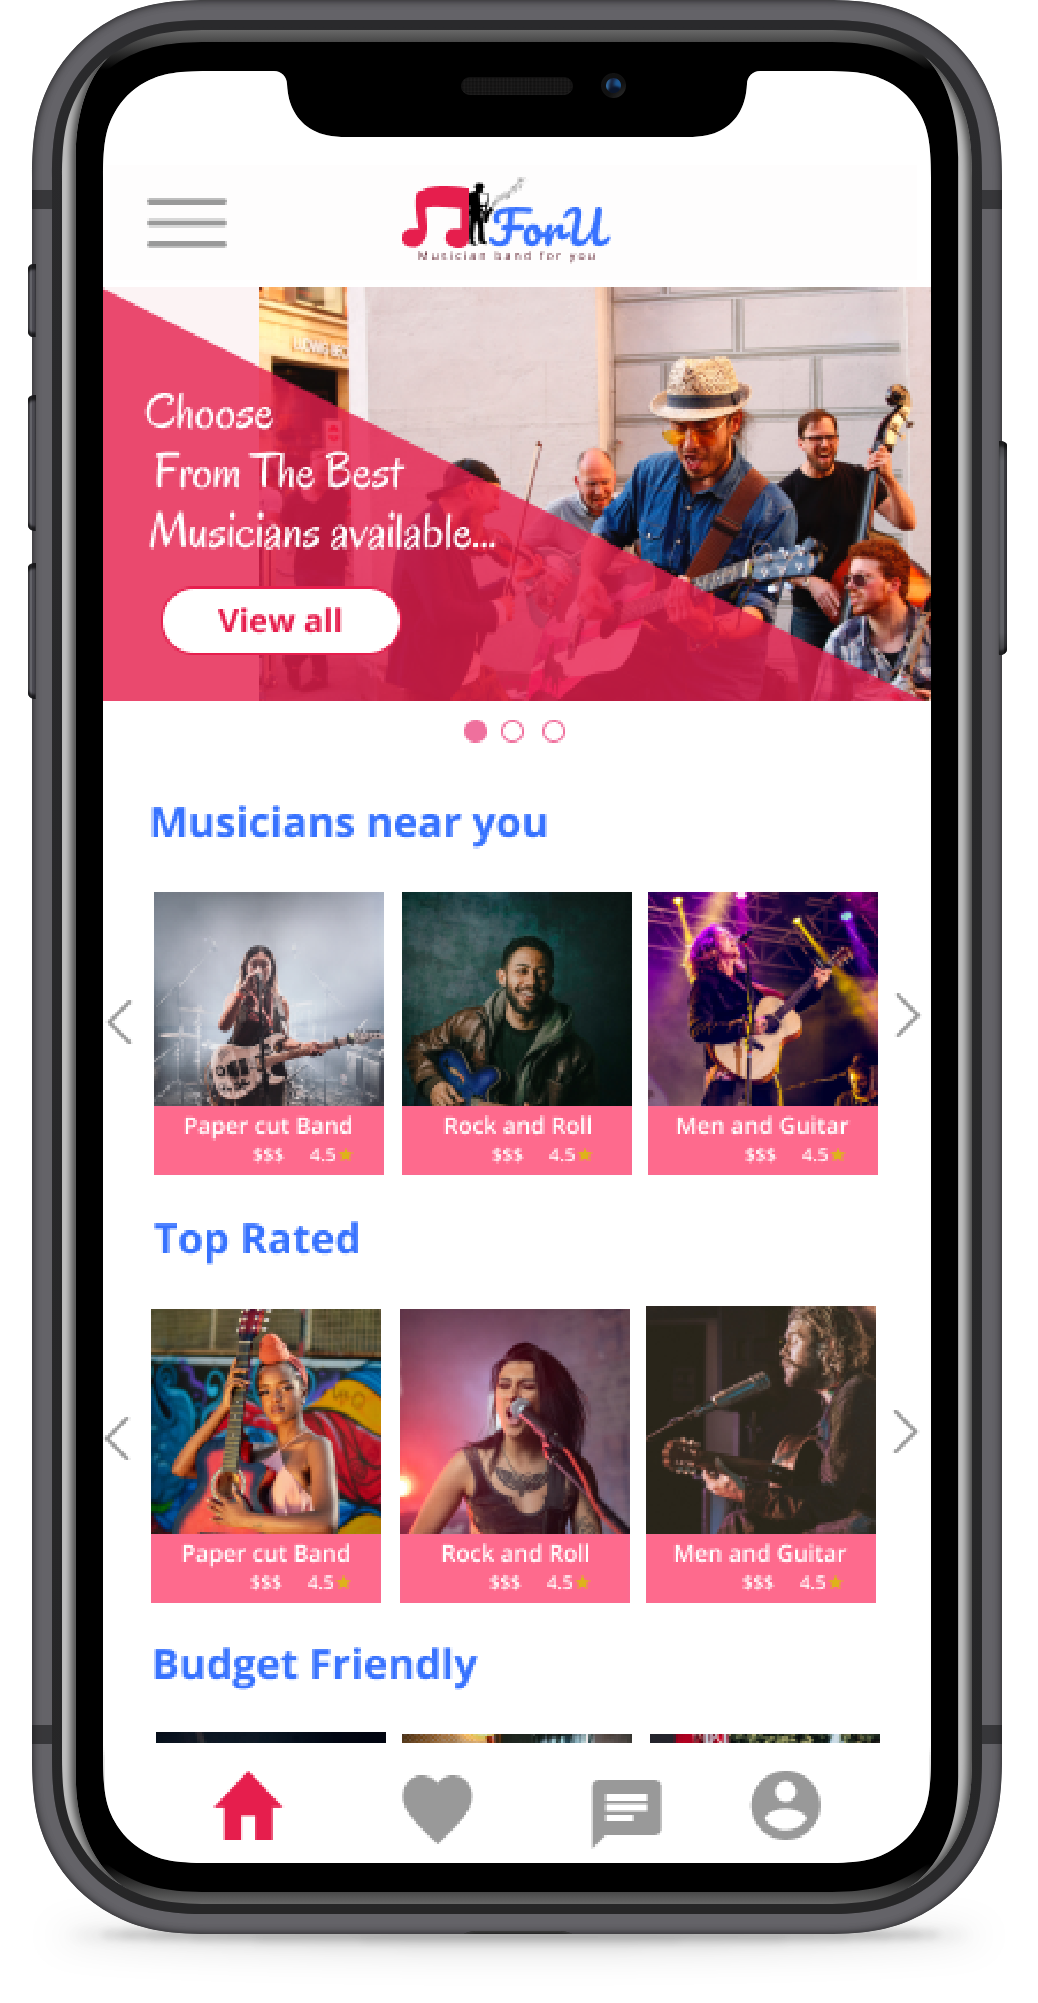 ForU
Musician band for you
Choose
From The Best
Musicians available...
View all
Musicians near you
Paper cut Band
$$$ 4.5
Rock and Roll
$$$ 4.5
Men and Guitar
$$$ 4.5
Top Rated
Paper cut Band
$$$ 4.5
Rock and Roll
$$$ 4.5
Men and Guitar
$$$ 4.5
Budget Friendly